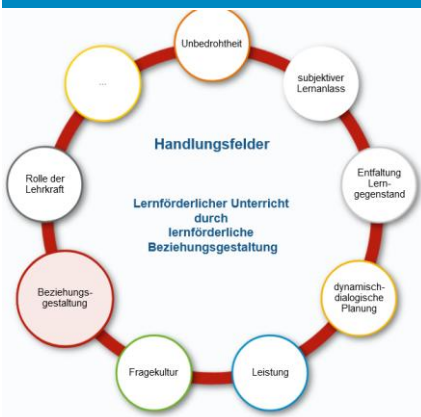 Unbedrohtheit
subjektiver
Lernanlass
Entfaltung
Lern-
gegenstand
dynamisch-
dialogische
Planung
Leistung
Fragekultur
Beziehungs-
gestaltung
Rolle der
Lehrkraft
...
Handlungsfelder
Lernförderlicher Unterricht
durch
lernförderliche
Beziehungsgestaltung